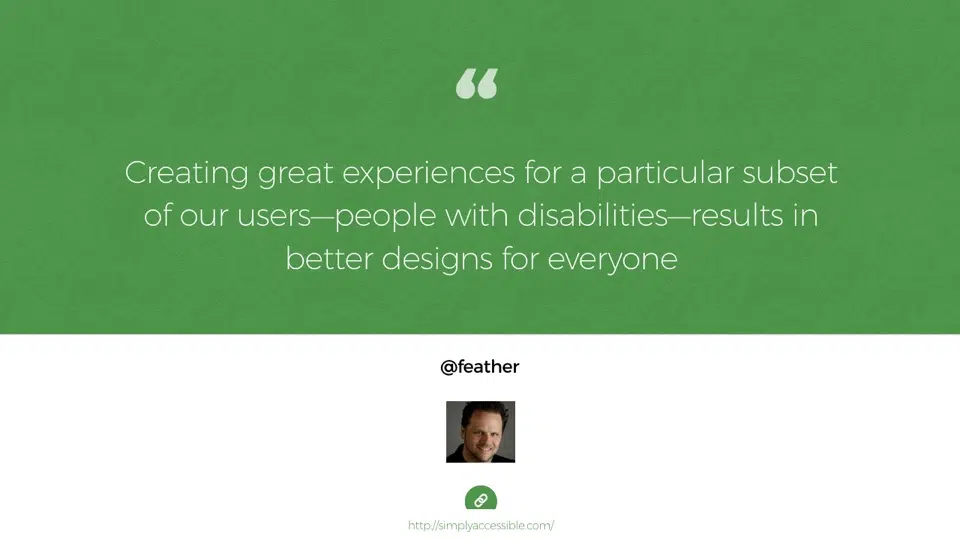 “
Creating great experiences for a particular subset
of our users—people with disabilities—results in
better designs for everyone
@feather
http://simplyaccessible.com/